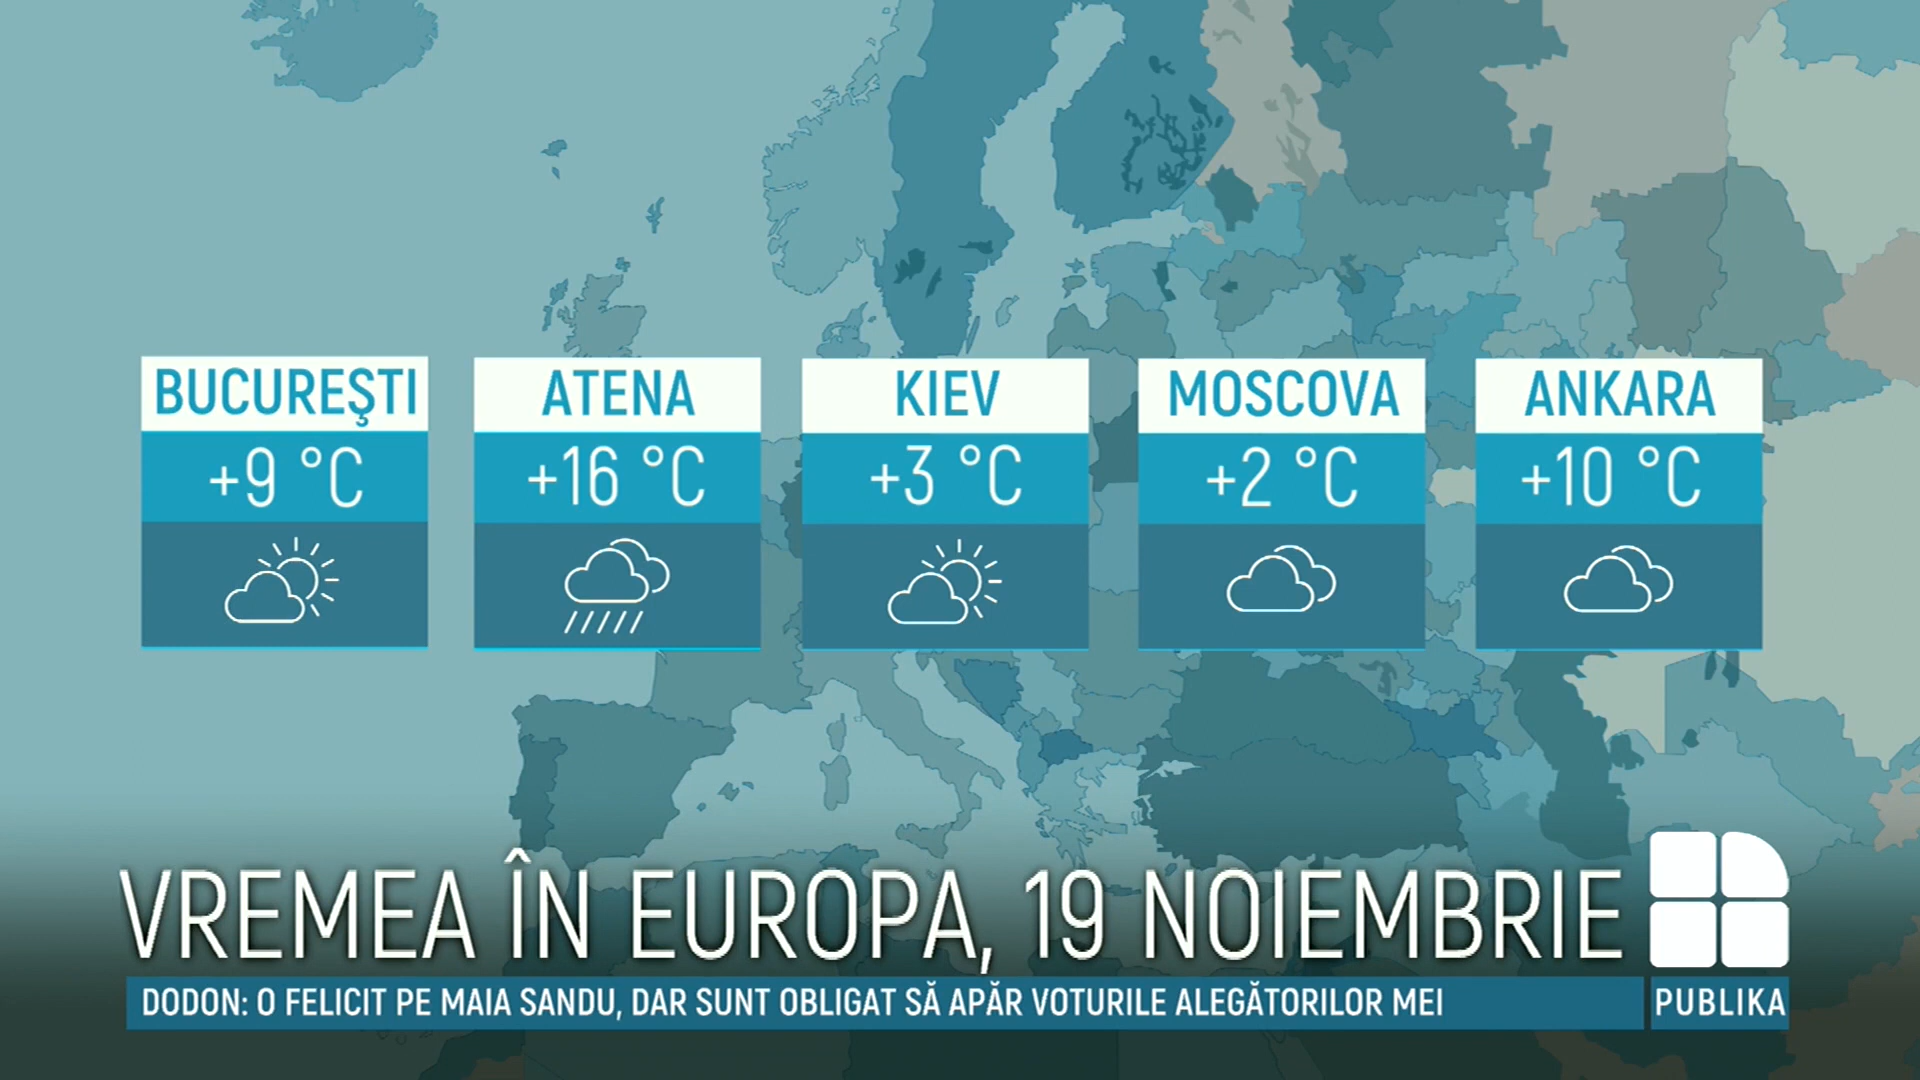 BUCUREŞTI
+9 °C
ATENA
+16 °C
KIEV
+3 °C
MOSCOVA
+2 °C
ANKARA
+10 °C
VREMEA ÎN EUROPA, 19 NOIEMBRIE
DODON: O FELICIT PE MAIA SANDU, DAR SUNT OBLIGAT SĂ APĂR VOTURILE ALEGĂTORILOR MEI
PUBLIKA